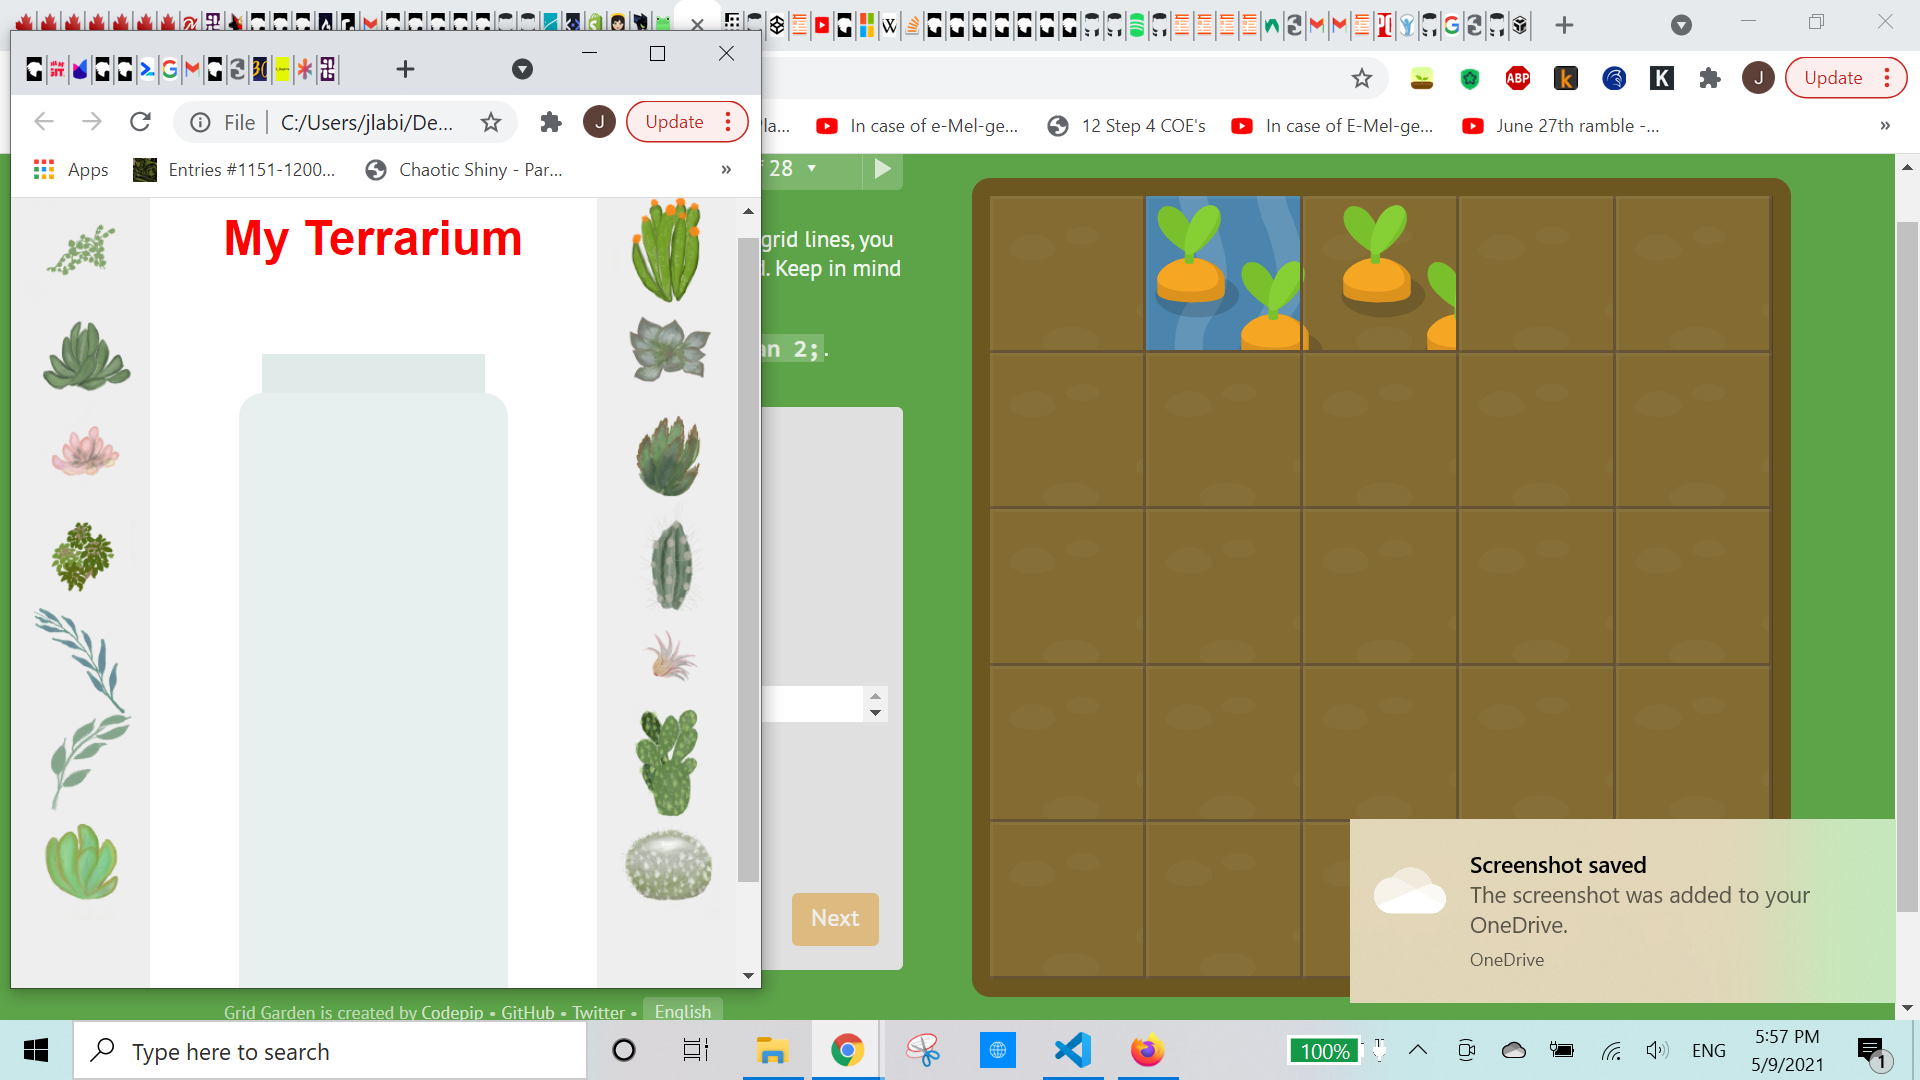 File
C:/Users/jlabi/De...
J
Update
Apps
Entries #1151-1200...
Chaotic Shiny - Par...
»
My Terrarium
ABP
K
J
Update
In case of e-Mel-ge...
12 Step 4 COE's
In case of E-Mel-ge...
June 27th ramble -...
»
28
grid lines, you
. Keep in mind
an 2;.
Next
Grid Garden is created by Codepip • GitHub • Twitter •
English
Screenshot saved
The screenshot was added to your
OneDrive.
OneDrive
Type here to search
100%
ENG
5:57 PM
5/9/2021
1